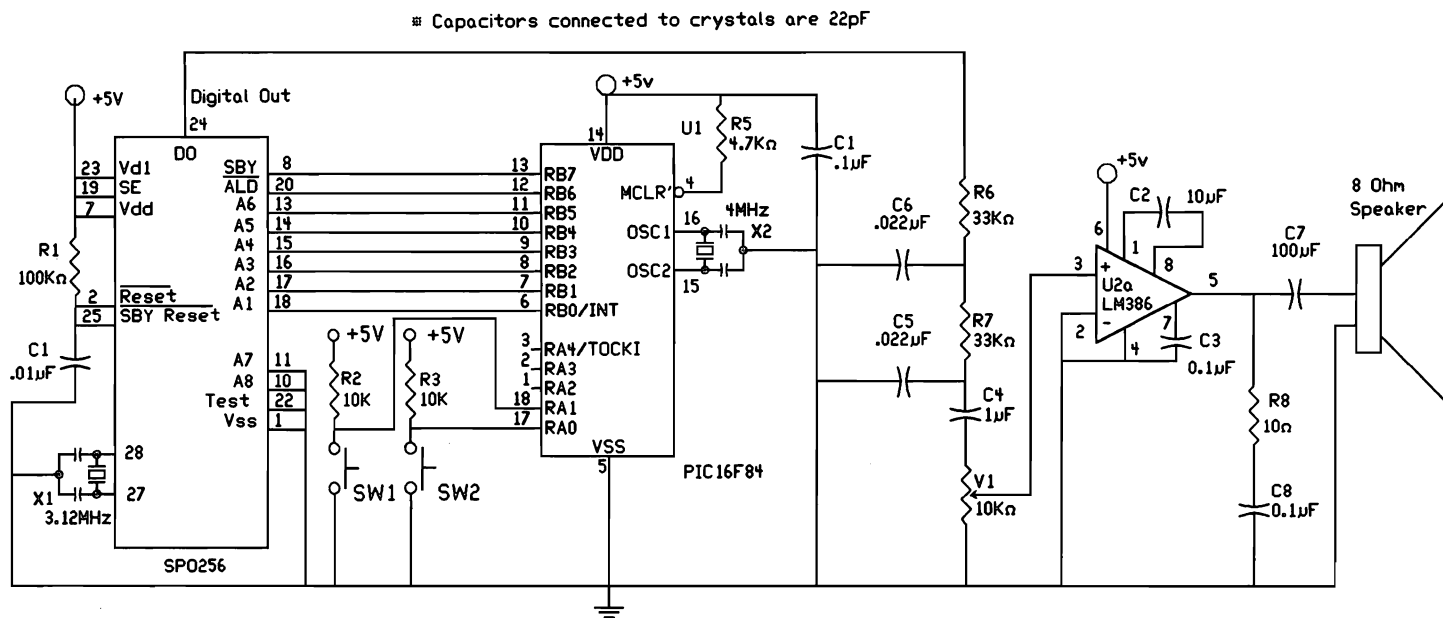 ※ Capacitors connected to crystals are 22pF
+5V
Digital Out
24
DO
23
Vd1
19
SE
7
Vdd
R1
100KΩ
2
Reset
25
SBY Reset
C1
.01µF
28
27
X1
3.12MHz
SPO256
SBY
8
ALD
20
A6
13
A5
14
A4
15
A3
16
A2
17
A1
18
A7
11
A8
10
Test
22
Vss
1
+5V
R2
10K
SW1
+5V
R3
10K
SW2
+5v
14
VDD
U1
R5
4.7KΩ
13
RB7
12
RB6
11
RB5
10
RB4
9
RB3
8
RB2
7
RB1
6
RB0/INT
3
RA4/TOCKI
2
RA3
1
RA2
18
RA1
17
RA0
MCLR'
4
OSC1
16
OSC2
15
4MHz
X2
VSS
5
PIC16F84
C1
.1µF
C6
.022µF
R6
33KΩ
C5
.022µF
R7
33KΩ
C4
1µF
V1
10KΩ
+5v
6
C2
10µF
1
8
3
+
U2a
LM386
-
2
4
7
5
C3
0.1µF
C7
100µF
8 Ohm
Speaker
R8
10Ω
C8
0.1µF